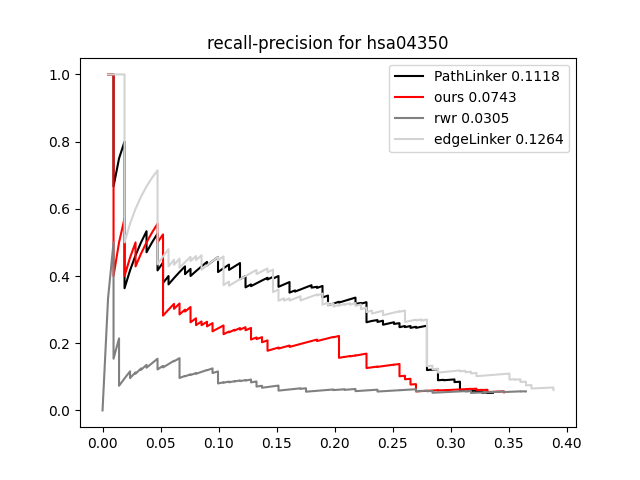 recall-precision for hsa04350
PathLinker 0.1118
ours 0.0743
rwr 0.0305
edgeLinker 0.1264
1.0
0.8
0.6
0.4
0.2
0.0
0.00 0.05 0.10 0.15 0.20 0.25 0.30 0.35 0.40